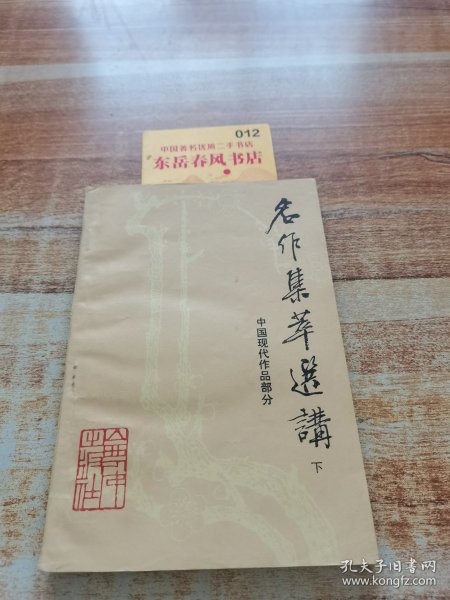 012
中国著名优质二手书店
东岳春风书店
名作集萃選講
中国现代作品部分
下
孔夫子旧书网
www.kongfz.com